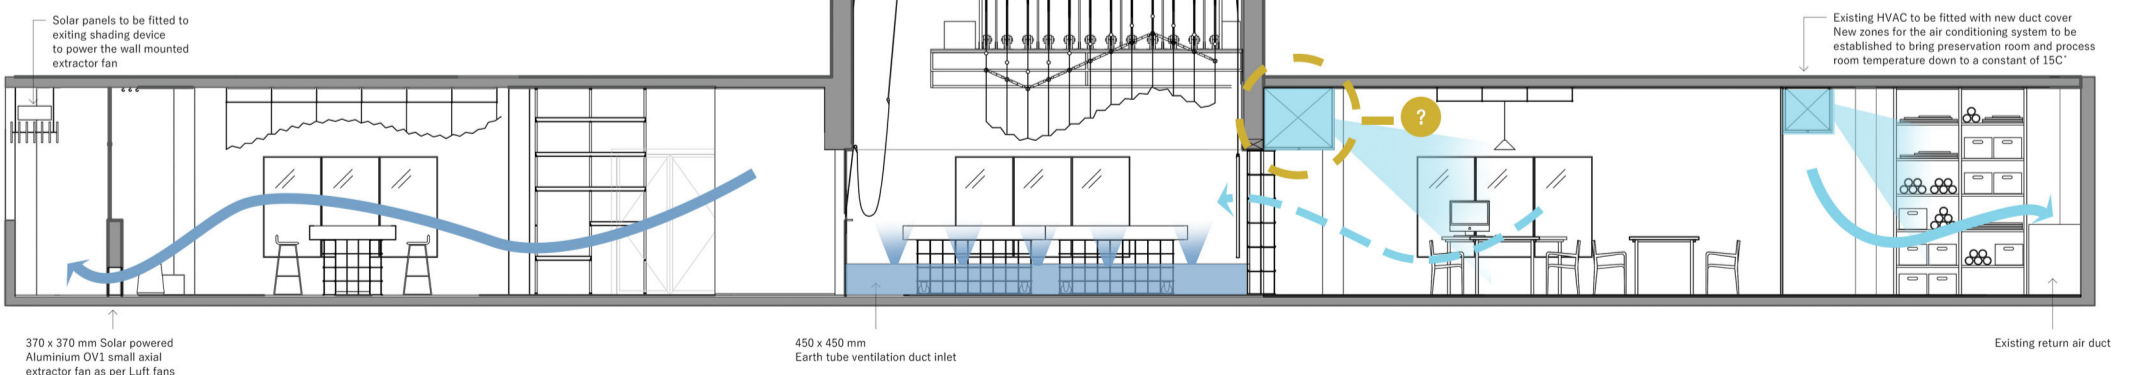 Solar panels to be fitted to
exiting shading device
to power the wall mounted
extractor fan
Existing HVAC to be fitted with new duct cover
New zones for the air conditioning system to be
established to bring preservation room and process
room temperature down to a constant of 15C˚
?
370 x 370 mm Solar powered
Aluminium OV1 small axial
extractor fan as per Luft fans
450 x 450 mm
Earth tube ventilation duct inlet
Existing return air duct